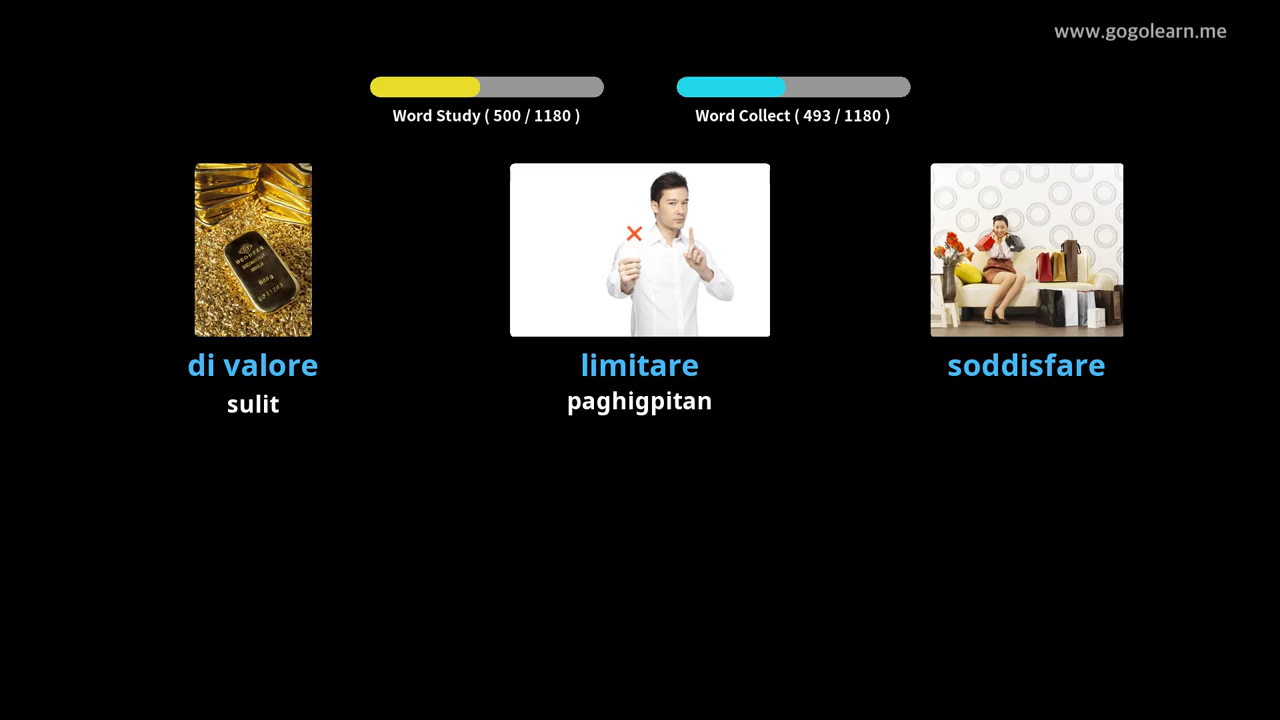 www.gogolearn.me
Word Study ( 500 / 1180 )
Word Collect ( 493 / 1180 )
di valore
sulit
limitare
paghigpitan
soddisfare